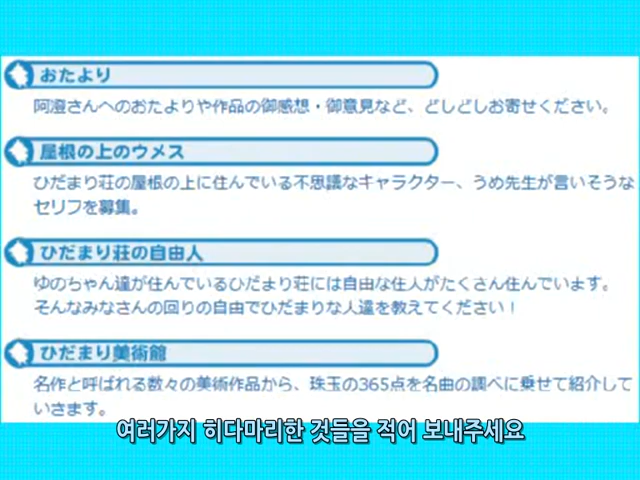 おたより
阿澄さんへのおたよりや作品の御感想・御意見など、どしどしお寄せください。
屋根の上のウメス
ひだまり荘の屋根の上に住んでいる不思議なキャラクター、うめ先生が言いそうな
セリフを募集。
ひだまり荘の自由人
ゆのちゃん達が住んでいるひだまり荘には自由な住人がたくさん住んでいます。
そんなみなさんの回りの自由でひだまりな人達を教えてください！
ひだまり美術館
名作と呼ばれる数々の美術作品から、珠玉の365点を名曲の調べに乗せて紹介して
いきます。
여러가지 히다마리한 것들을 적어 보내주세요